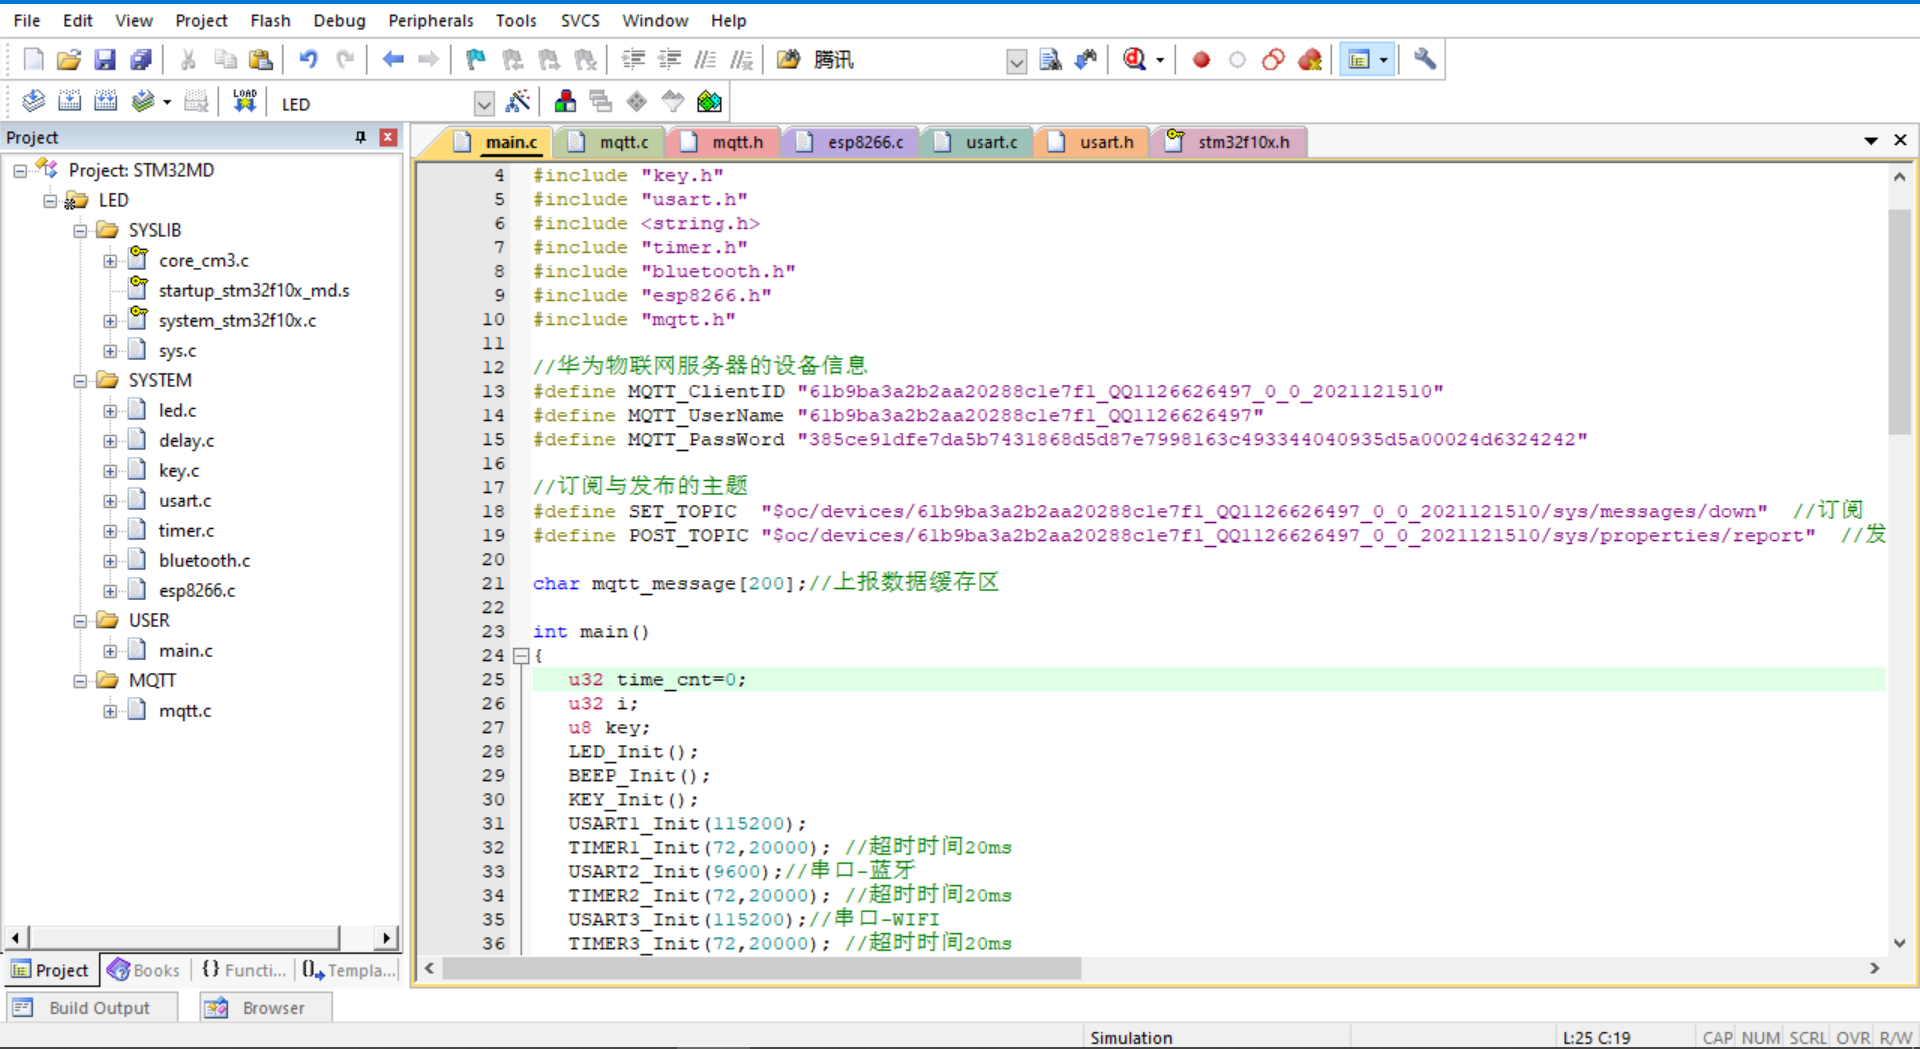 File Edit View Project Flash Debug Peripherals Tools SVCS Window Help
腾讯
LOAD LED
Project
main.c mqtt.c mqtt.h esp8266.c usart.c usart.h stm32f10x.h
Project: STM32MD
LED
SYSLIB
core_cm3.c
startup_stm32f10x_md.s
system_stm32f10x.c
sys.c
SYSTEM
led.c
delay.c
key.c
usart.c
timer.c
bluetooth.c
esp8266.c
USER
main.c
MQTT
mqtt.c
4 #include "key.h"
5 #include "usart.h"
6 #include <string.h>
7 #include "timer.h"
8 #include "bluetooth.h"
9 #include "esp8266.h"
10 #include "mqtt.h"
11
12 //华为物联网服务器的设备信息
13 #define MQTT_ClientID "61b9ba3a2b2aa20288c1e7f1_QQ1126626497_0_0_2021121510"
14 #define MQTT_UserName "61b9ba3a2b2aa20288c1e7f1_QQ1126626497"
15 #define MQTT_PassWord "385ce91dfe7da5b7431868d5d87e7998163c493344040935d5a00024d6324242"
16
17 //订阅与发布的主题
18 #define SET_TOPIC  "$oc/devices/61b9ba3a2b2aa20288c1e7f1_QQ1126626497_0_0_2021121510/sys/messages/down"  //订阅
19 #define POST_TOPIC "$oc/devices/61b9ba3a2b2aa20288c1e7f1_QQ1126626497_0_0_2021121510/sys/properties/report"  //发
20
21 char mqtt_message[200];//上报数据缓存区
22
23 int main()
24 {
25 u32 time_cnt=0;
26 u32 i;
27 u8 key;
28 LED_Init();
29 BEEP_Init();
30 KEY_Init();
31 USART1_Init(115200);
32 TIMER1_Init(72,20000); //超时时间20ms
33 USART2_Init(9600);//串口-蓝牙
34 TIMER2_Init(72,20000); //超时时间20ms
35 USART3_Init(115200);//串口-WIFI
36 TIMER3_Init(72,20000); //超时时间20ms
Project Books {} Functi... 0 Templa...
Build Output Browser
Simulation L:25 C:19 CAP NUM SCRL OVR R/W